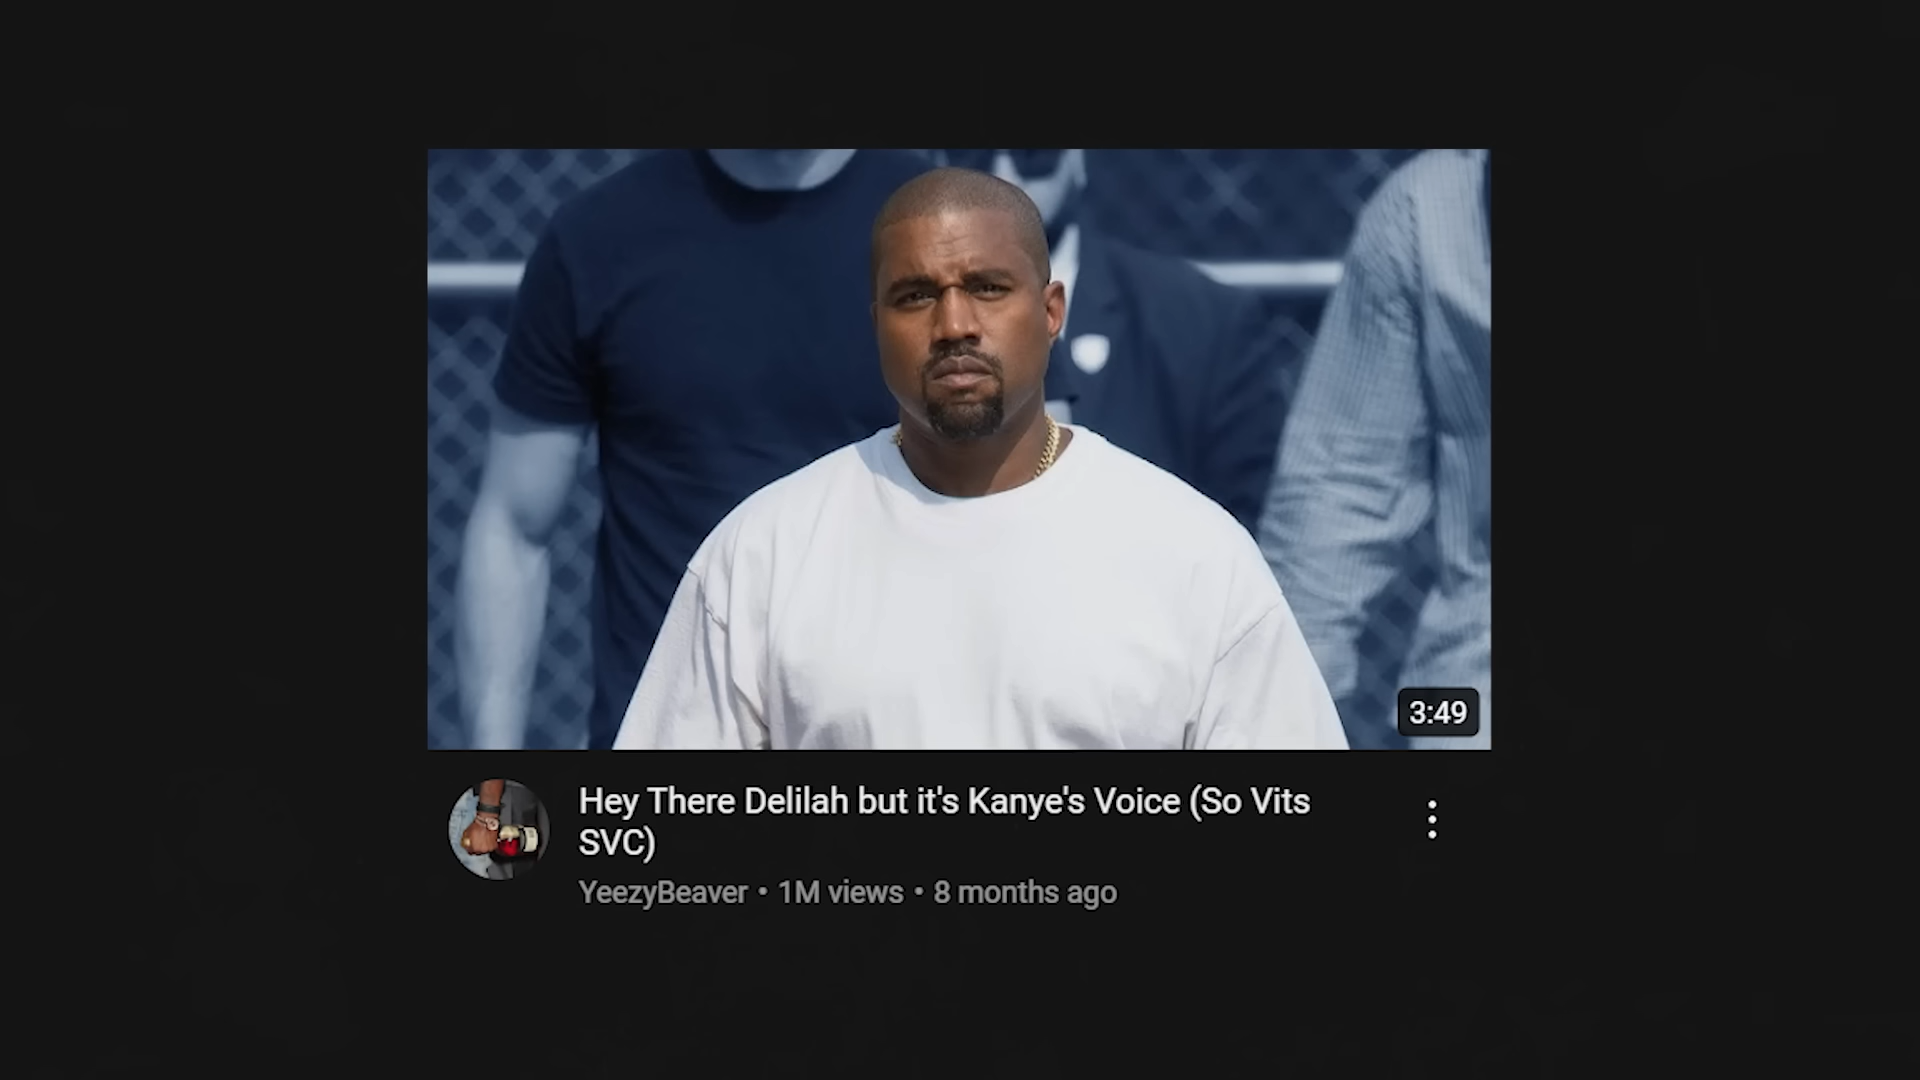 3:49
Hey There Delilah but it's Kanye's Voice (So Vits
SVC)
YeezyBeaver • 1M views • 8 months ago